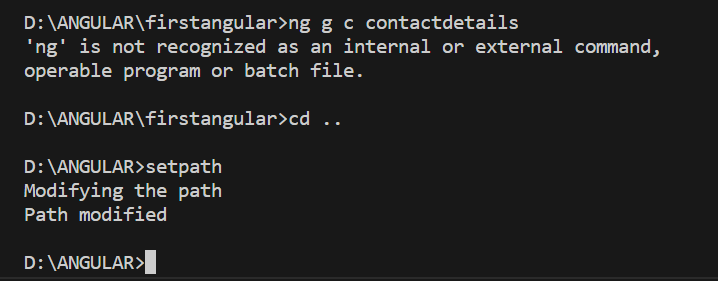 D:\ANGULAR\firstangular>ng g c contactdetails
'ng' is not recognized as an internal or external command,
operable program or batch file.
D:\ANGULAR\firstangular>cd ..
D:\ANGULAR>setpath
Modifying the path
Path modified
D:\ANGULAR>